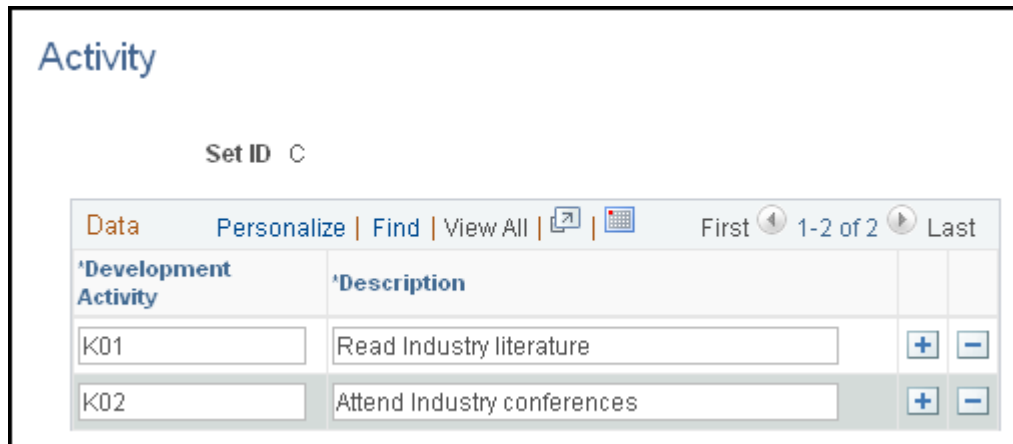 Activity
Set ID C
Data Personalize | Find | View All | | First 1-2 of 2 Last
*Development
Activity
*Description
K01 Read Industry literature
K02 Attend Industry conferences